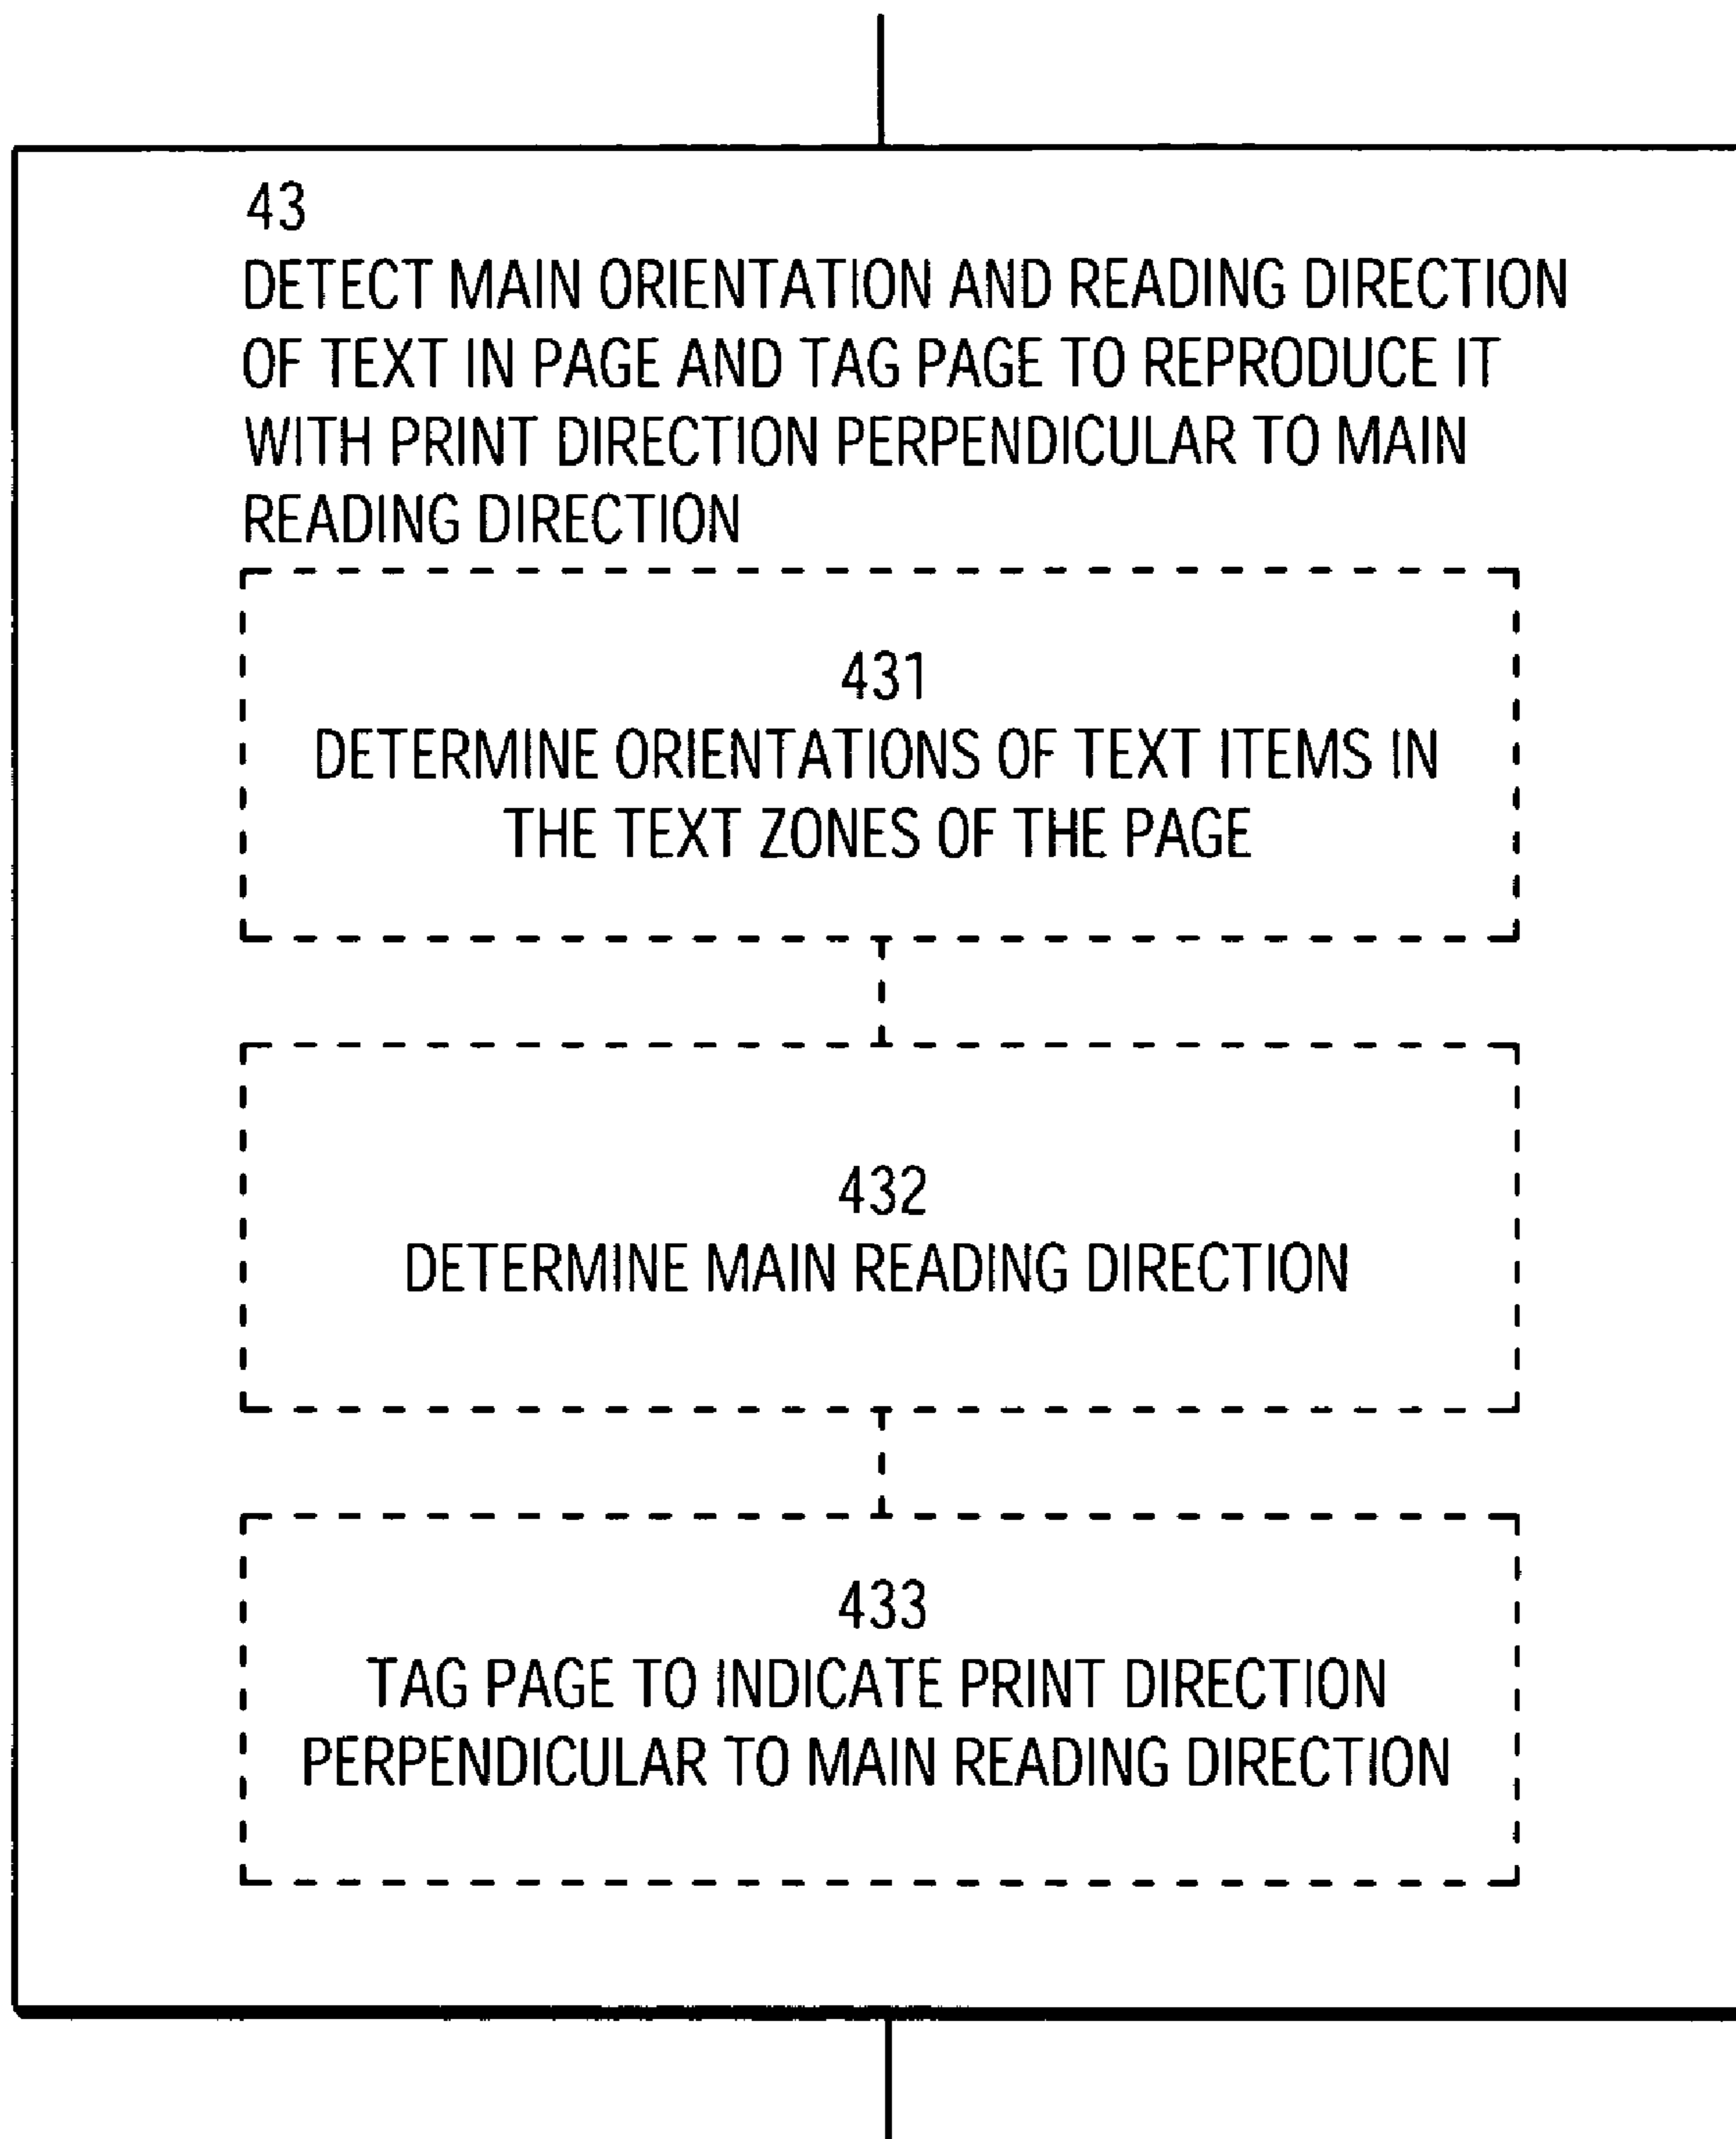 43
DETECT MAIN ORIENTATION AND READING DIRECTION
OF TEXT IN PAGE AND TAG PAGE TO REPRODUCE IT
WITH PRINT DIRECTION PERPENDICULAR TO MAIN
READING DIRECTION
431
DETERMINE ORIENTATIONS OF TEXT ITEMS IN
THE TEXT ZONES OF THE PAGE
432
DETERMINE MAIN READING DIRECTION
433
TAG PAGE TO INDICATE PRINT DIRECTION
PERPENDICULAR TO MAIN READING DIRECTION